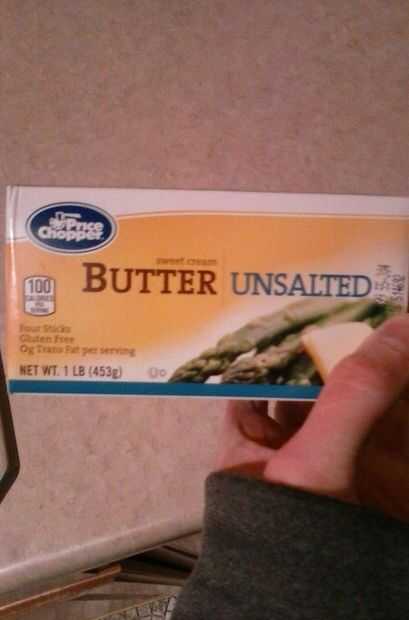 Price
Chopper
sweet cream
BUTTER UNSALTED
100
CALORIES
PER
SERVING
Four Sticks
Gluten Free
0g Trans Fat per serving
NET WT. 1 LB (453g)